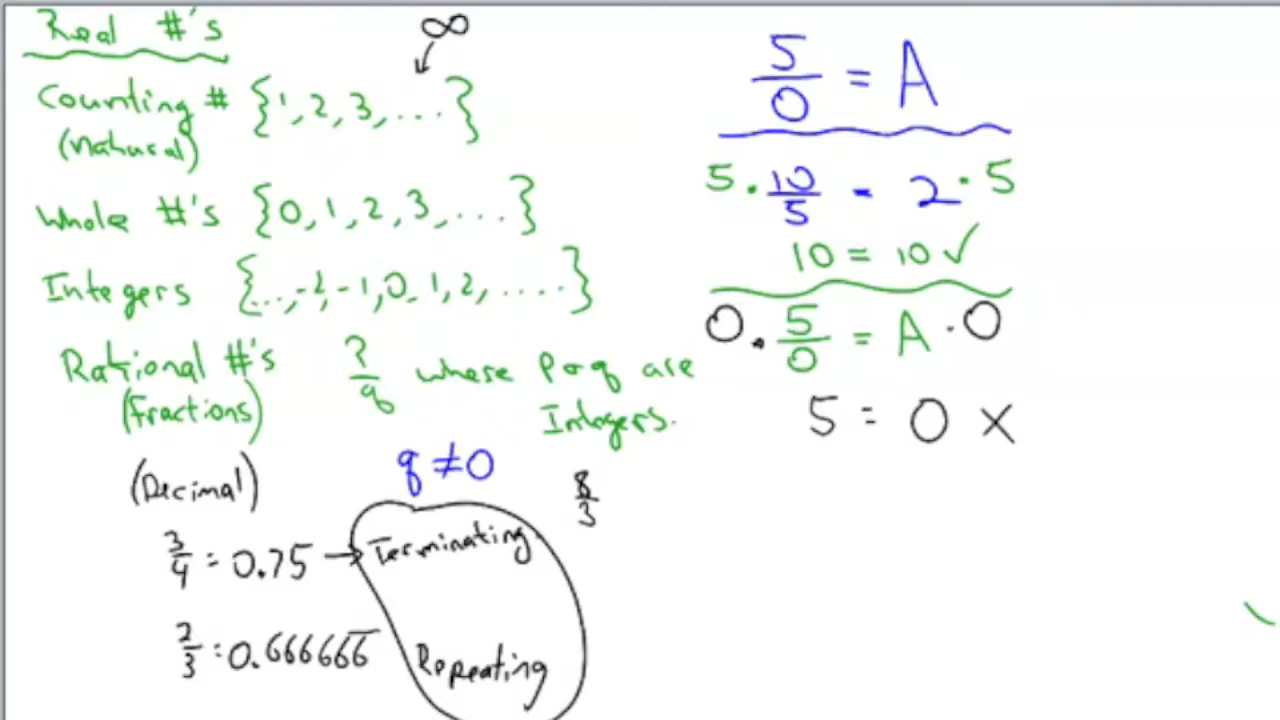 Real #'s
∞
Counting # {1, 2, 3, ....}
(Natural)
Whole #'s {0, 1, 2, 3, ....}
Integers {..., -2, -1, 0, 1, 2, .....}
Rational #'s P/q where P & q are
(Fractions) Integers.
q ≠ 0
(Decimal)
8/3
3/4 = 0.75 → Terminating
2/3 = 0.666666̅ Repeating
5/0 = A
5 · 10/5 = 2 · 5
10 = 10 ✓
0 · 5/0 = A · 0
5 = 0 ×